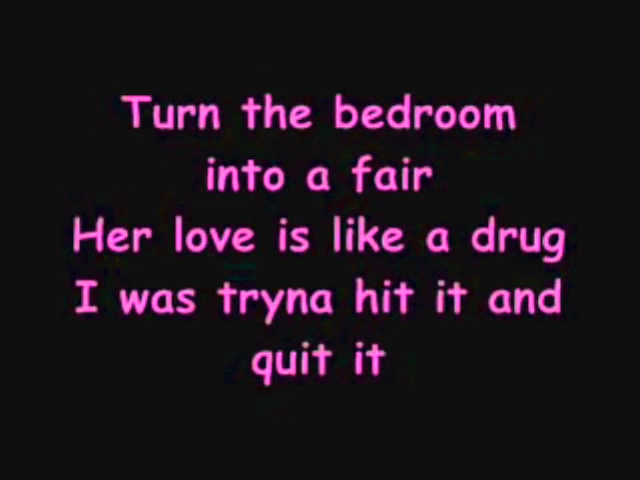 Turn the bedroom
into a fair
Her love is like a drug
I was tryna hit it and
quit it